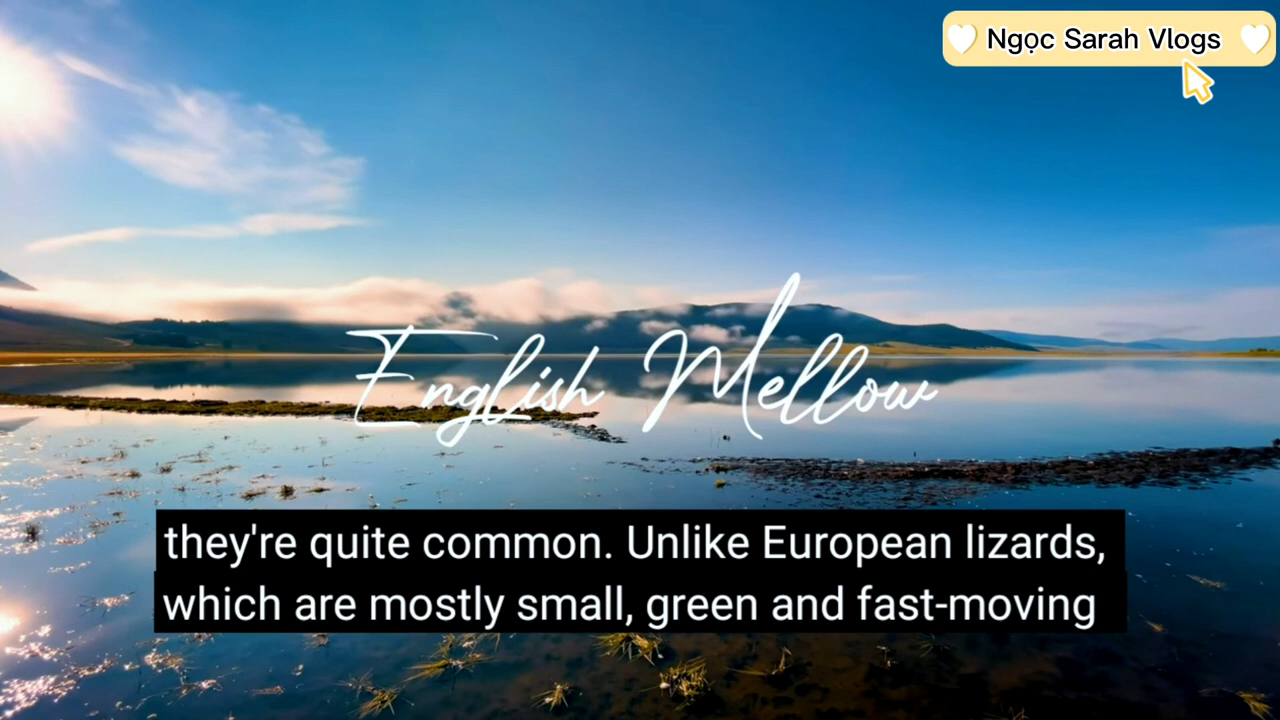 Ngọc Sarah Vlogs
English Mellow
they're quite common. Unlike European lizards,
which are mostly small, green and fast-moving